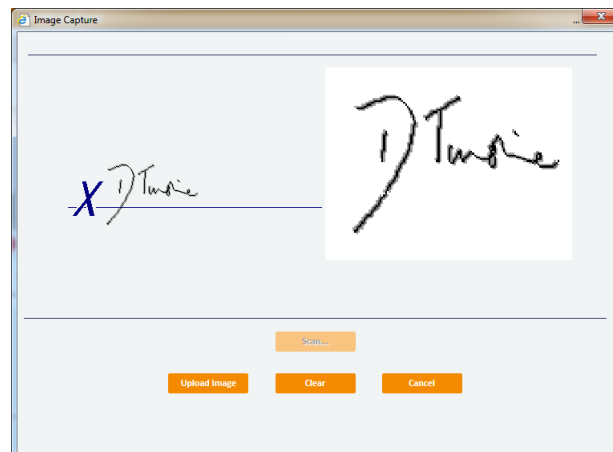 Image Capture
...
X
Scan...
Upload Image
Clear
Cancel